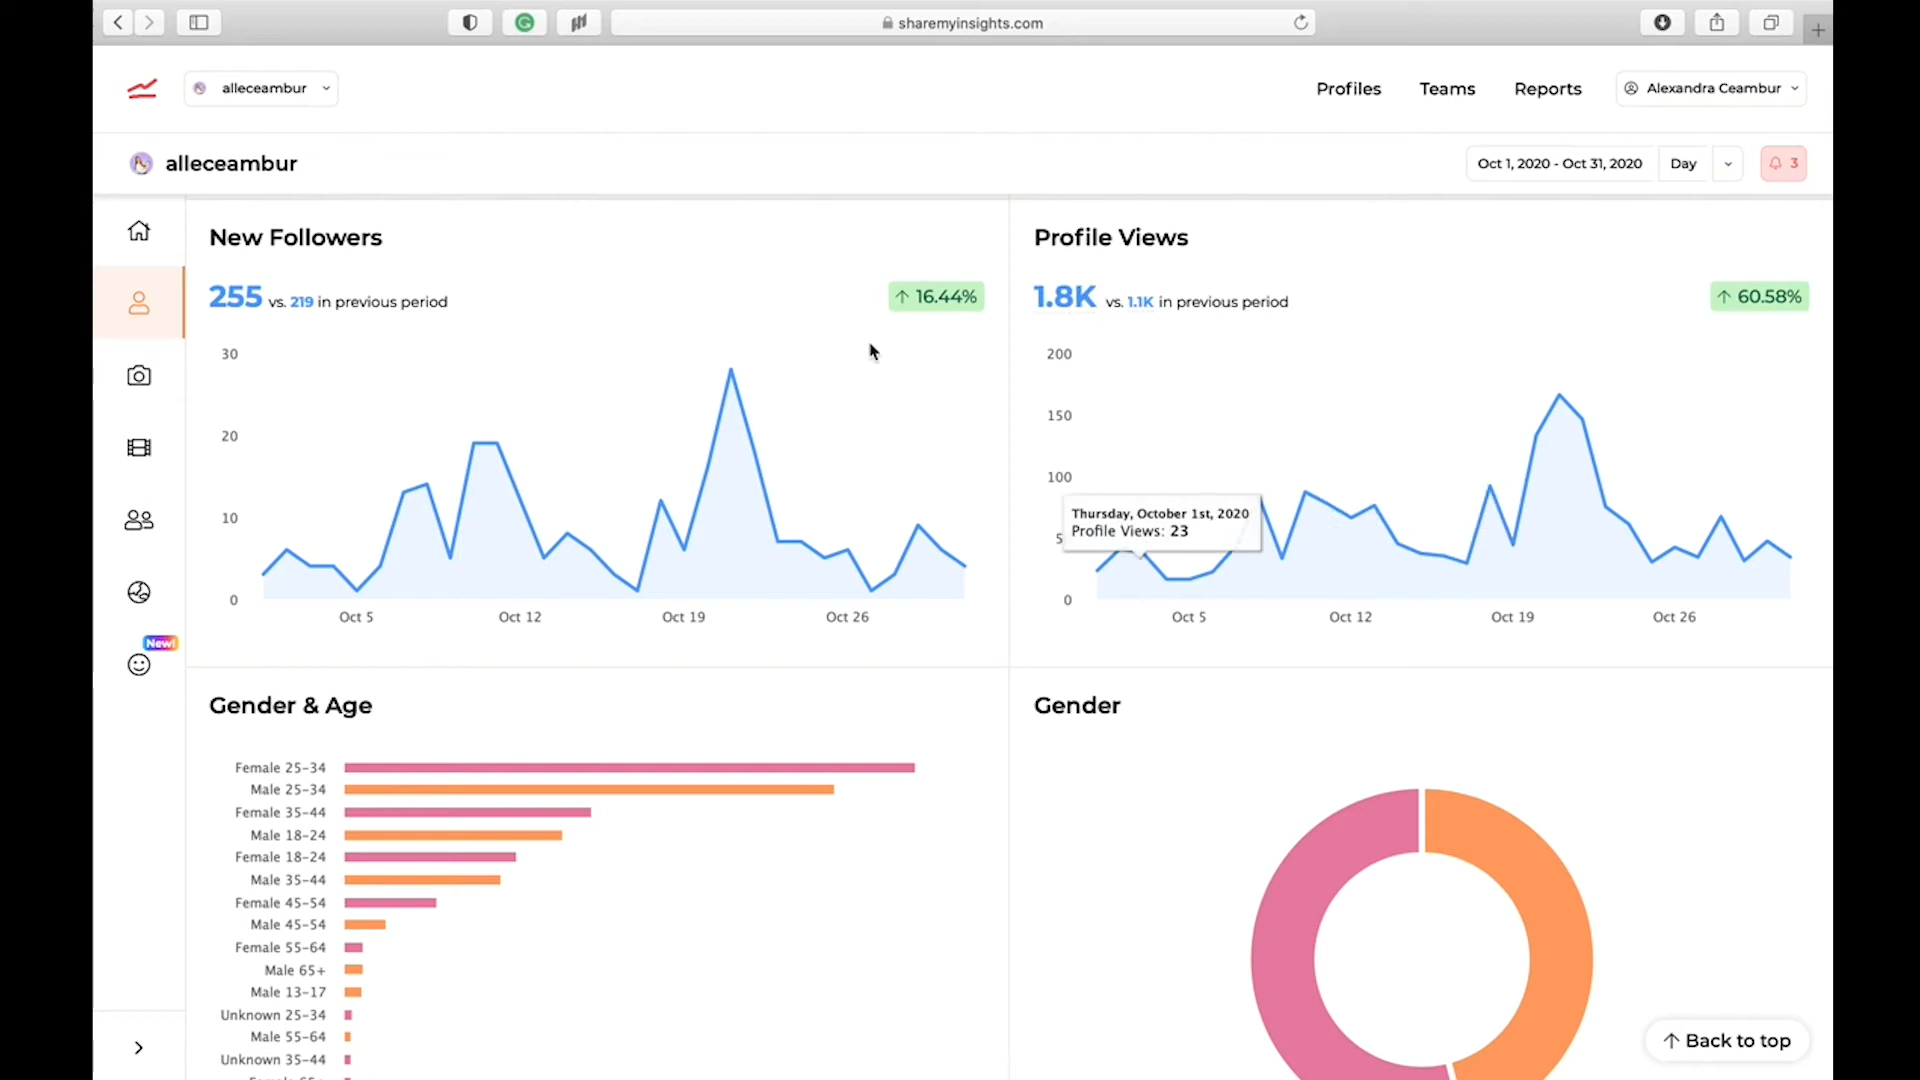 sharemyinsights.com
alleceambur
Profiles
Teams
Reports
Alexandra Ceambur
alleceambur
Oct 1, 2020 - Oct 31, 2020
Day
3
New Followers
255 vs. 219 in previous period
↑ 16.44%
30
20
10
0
Oct 5
Oct 12
Oct 19
Oct 26
Profile Views
1.8K vs. 1.1K in previous period
↑ 60.58%
200
150
100
5
0
Thursday, October 1st, 2020
Profile Views: 23
Oct 5
Oct 12
Oct 19
Oct 26
New!
Gender & Age
Female 25-34
Male 25-34
Female 35-44
Male 18-24
Female 18-24
Male 35-44
Female 45-54
Male 45-54
Female 55-64
Male 65+
Male 13-17
Unknown 25-34
Male 55-64
Unknown 35-44
Gender
↑ Back to top